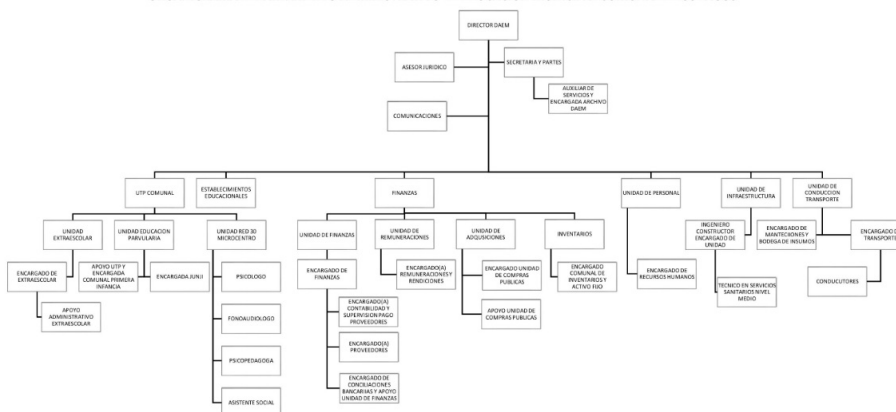 DIRECTOR DAEM
ASESOR JURIDICO
SECRETARIA Y PARTES
AUXILIAR DE
SERVICIOS Y
ENCARGADA ARCHIVO
DAEM
COMUNICACIONES
UTP COMUNAL
ESTABLECIMIENTOS
EDUCACIONALES
FINANZAS
UNIDAD DE PERSONAL
UNIDAD DE
INFRAESTRUCTURA
UNIDAD DE
CONDUCCION
TRANSPORTE
UNIDAD
EXTRAESCOLAR
UNIDAD EDUCACION
PARVULARIA
UNIDAD RED 30
MICROCENTRO
UNIDAD DE FINANZAS
UNIDAD DE
REMUNERACIONES
UNIDAD DE
ADQUSICIONES
INVENTARIOS
INGENIERO
CONSTRUCTOR
ENCARGADO DE
UNIDAD
ENCARGADO DE
MANTECIONES Y
BODEGA DE INSUMOS
ENCARGADO DE
TRANSPORTE
ENCARGADO DE
EXTRAESCOLAR
APOYO UTP Y
ENCARGADA
COMUNAL PRIMERA
INFANCIA
ENCARGADA JUNJI
PSICOLOGO
ENCARGADO DE
FINANZAS
ENCARGADO(A)
REMUNERACIONES Y
RENDICIONES
ENCARGADO UNIDAD
DE COMPRAS
PUBLICAS
ENCARGADO
COMUNAL DE
INVENTARIOS Y
ACTIVO FIJO
ENCARGADO DE
RECURSOS HUMANOS
CONDUCUTORES
TECNICO EN SERVICIOS
SANITARIOS NIVEL
MEDIO
APOYO
ADMINISTRATIVO
EXTRAESCOLAR
FONOAUDIOLOGO
ENCARGADO(A)
CONTABILIDAD Y
SUPERVISION PAGO
PROVEEDORES
APOYO UNIDAD DE
COMPRAS PUBLICAS
PSICOPEDAGOGA
ENCARGADO(A)
PROVEEDORES
ENCARGADO DE
CONCILIACIONES
BANCARIJAS Y APOYO
UNIDAD DE FINANZAS
ASISTENTE SOCIAL